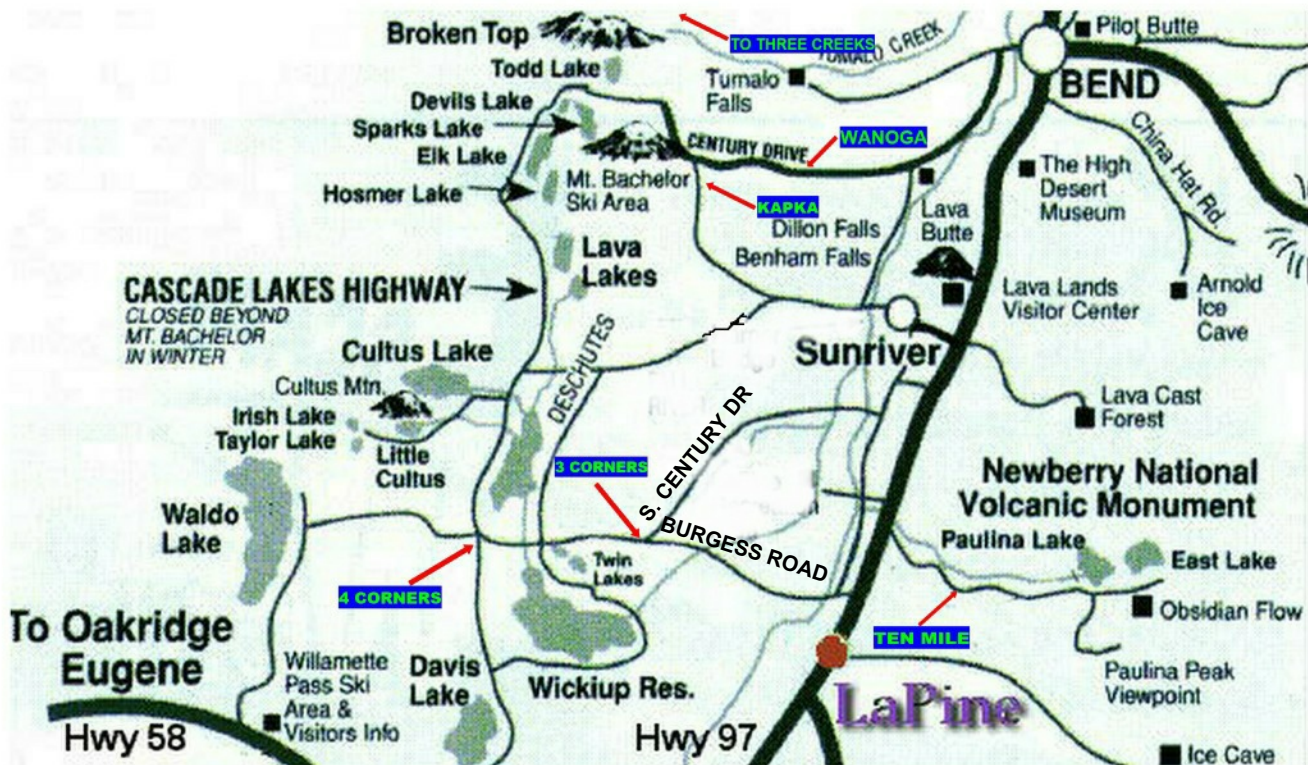 Broken Top
TO THREE CREEKS
TUMALO CREEK
Pilot Butte
Todd Lake
Tumalo
Falls
BEND
Devils Lake
Sparks Lake
Elk Lake
Hosmer Lake
Mt. Bachelor
Ski Area
CENTURY DRIVE
WANOGA
KAPKA
China Hat Rd.
The High
Desert
Museum
Dillon Falls
Benham Falls
Lava
Butte
Lava
Lakes
CASCADE LAKES HIGHWAY
CLOSED BEYOND
MT. BACHELOR
IN WINTER
Lava Lands
Visitor Center
Arnold
Ice
Cave
DESCHUTES
Sunriver
Cultus Lake
Cultus Mtn.
Irish Lake
Taylor Lake
Little
Cultus
Lava Cast
Forest
3 CORNERS
S. CENTURY DR
BURGESS ROAD
Newberry National
Volcanic Monument
Waldo
Lake
Paulina Lake
East Lake
Twin
Lakes
4 CORNERS
Obsidian Flow
TEN MILE
To Oakridge
Eugene
Willamette
Pass Ski
Area &
Visitors Info
Davis
Lake
Wickiup Res.
Paulina Peak
Viewpoint
LaPine
Hwy 58
Hwy 97
Ice Cave